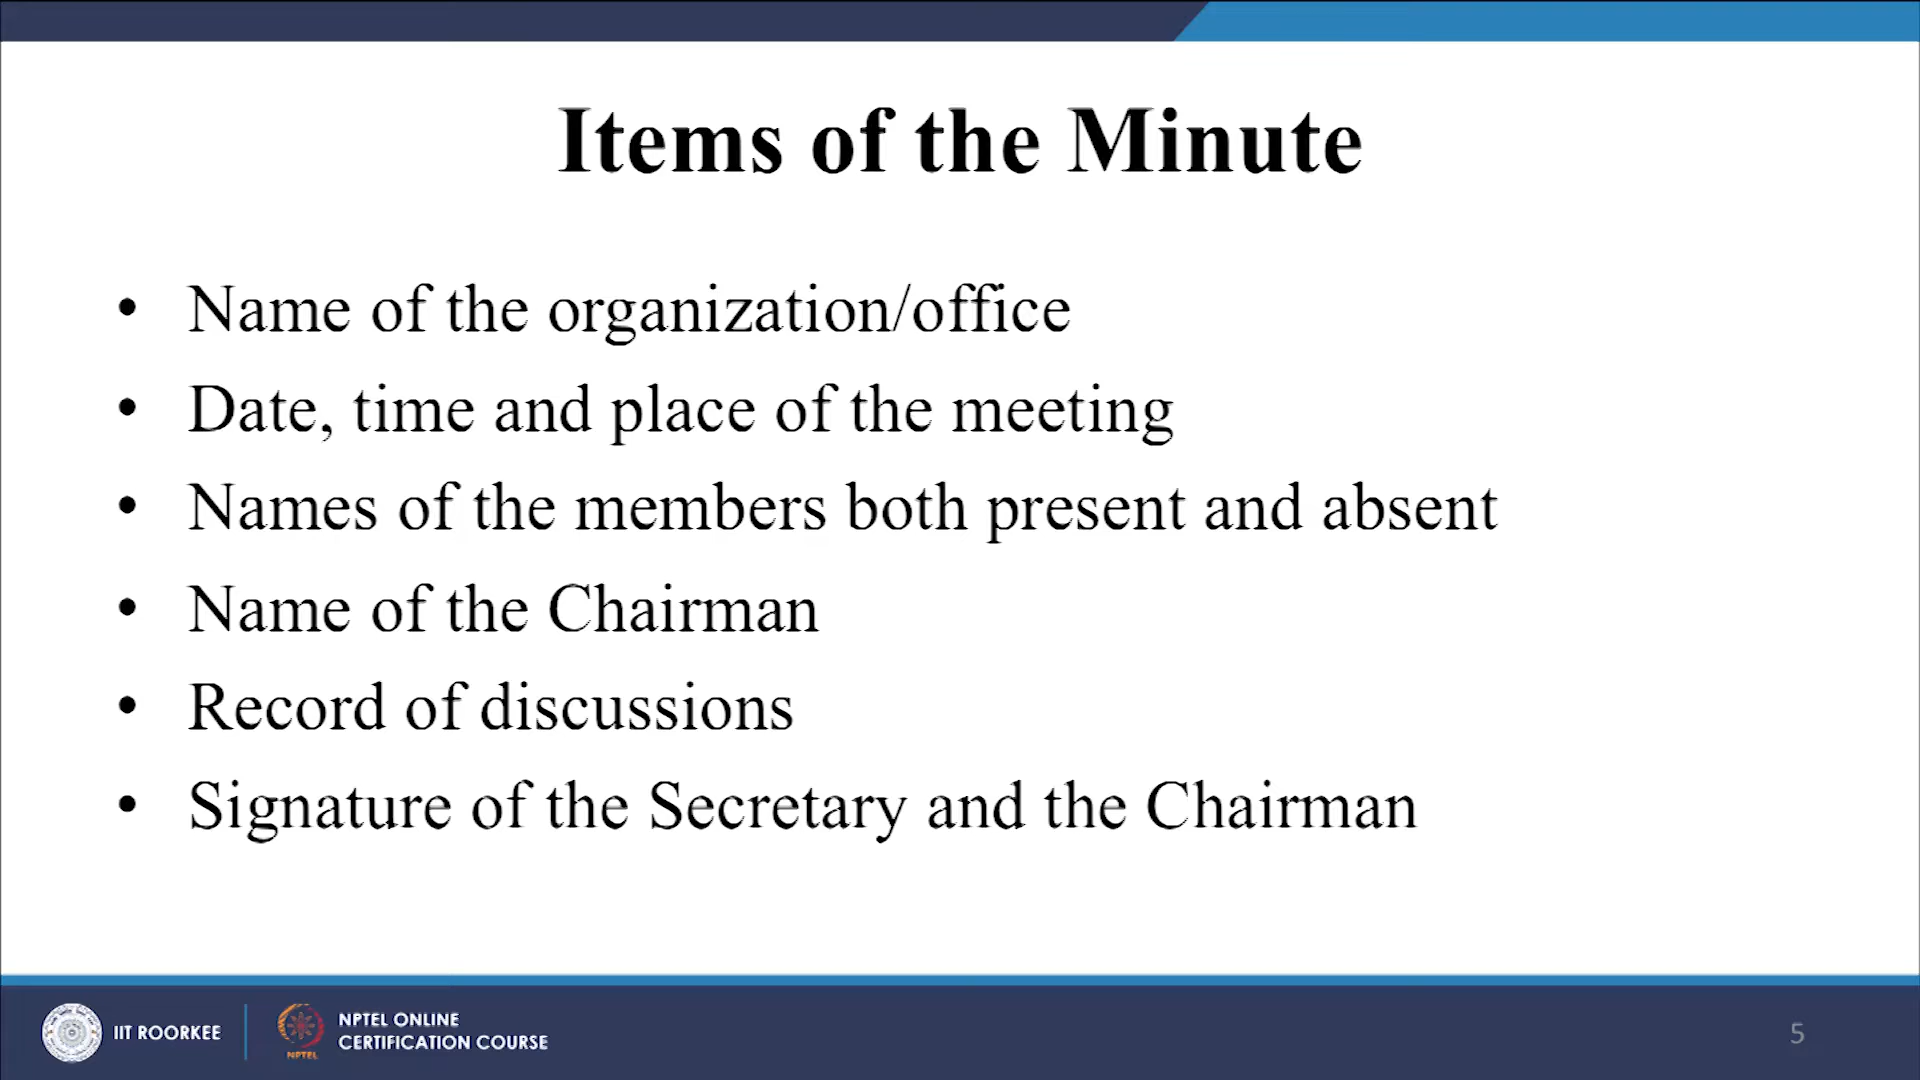 Items of the Minute
• Name of the organization/office
• Date, time and place of the meeting
• Names of the members both present and absent
• Name of the Chairman
• Record of discussions
• Signature of the Secretary and the Chairman
IIT ROORKEE
NPTEL
NPTEL ONLINE
CERTIFICATION COURSE
5